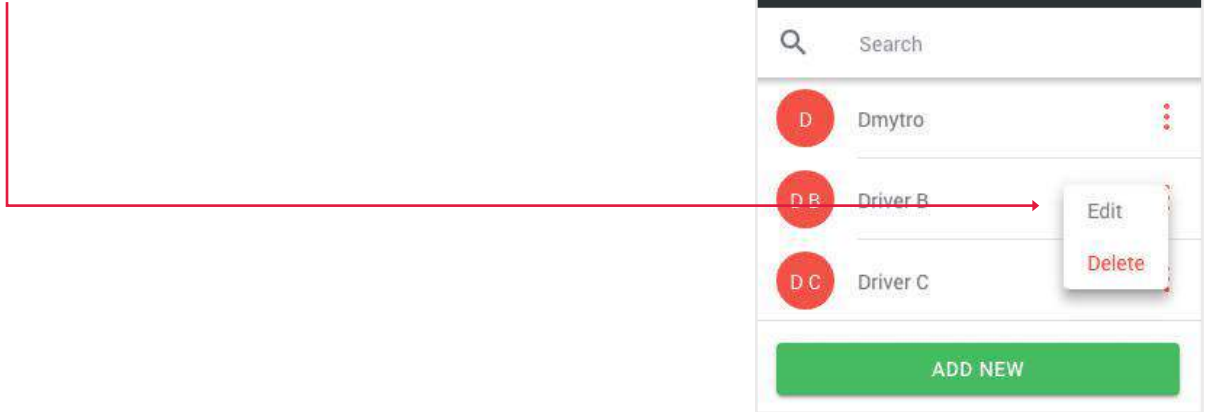 Search
D Dmytro
D B Driver B
Edit
Delete
D C Driver C
ADD NEW